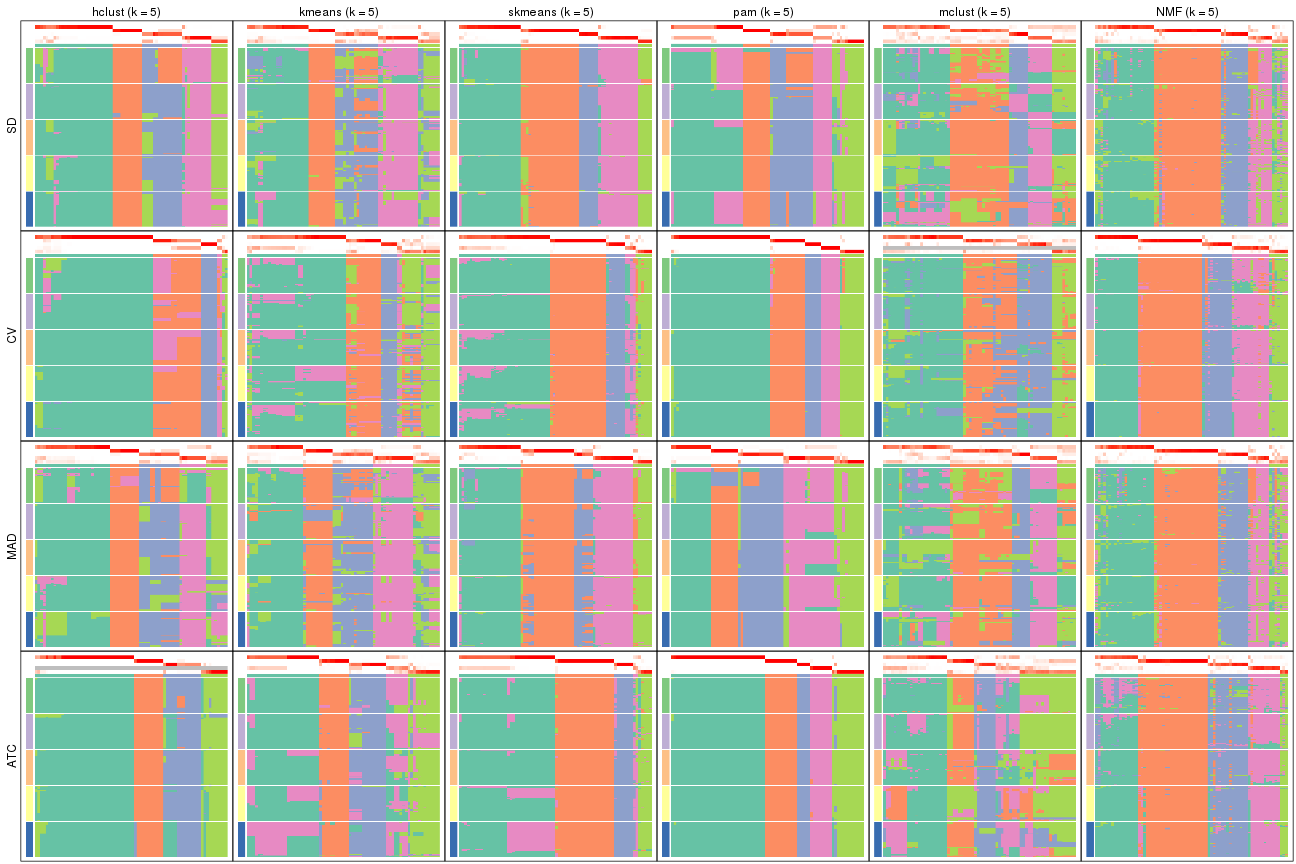 hclust (k = 5)
kmeans (k = 5)
skmeans (k = 5)
pam (k = 5)
mclust (k = 5)
NMF (k = 5)
SD
CV
MAD
ATC